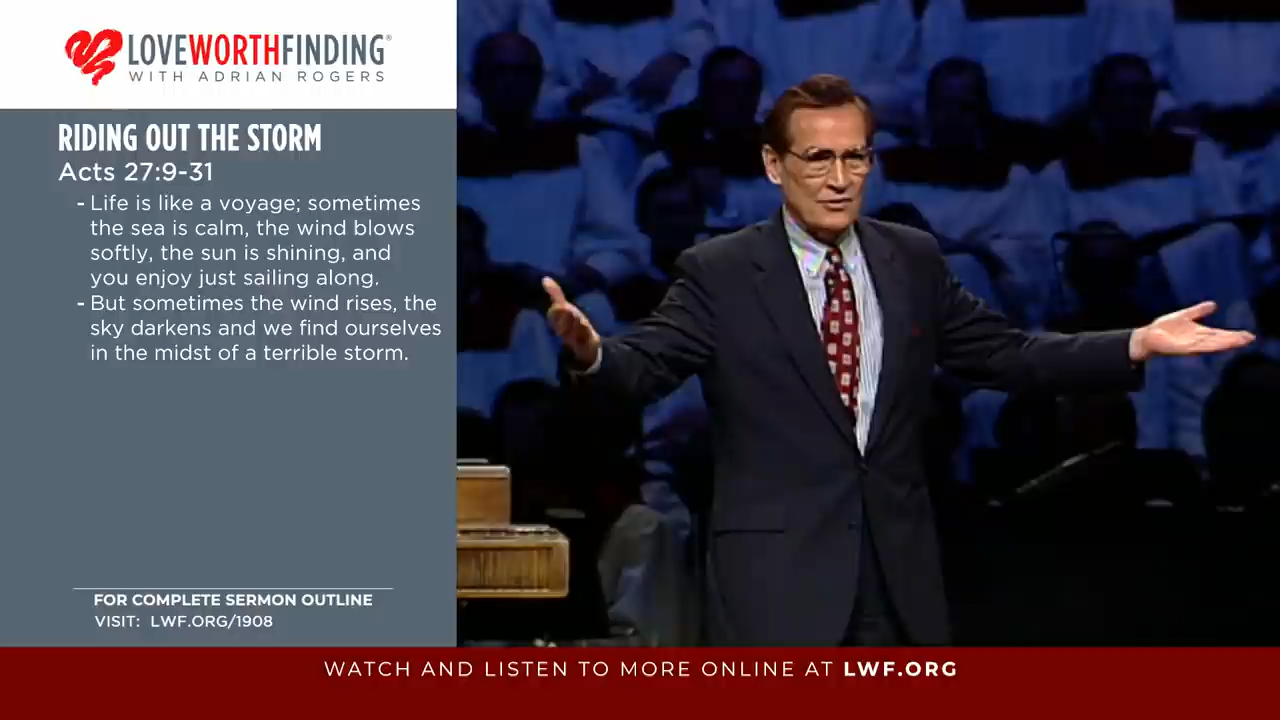 LOVEWORTHFINDING®
WITH ADRIAN ROGERS
RIDING OUT THE STORM
Acts 27:9-31
- Life is like a voyage; sometimes
the sea is calm, the wind blows
softly, the sun is shining, and
you enjoy just sailing along.
- But sometimes the wind rises, the
sky darkens and we find ourselves
in the midst of a terrible storm.
FOR COMPLETE SERMON OUTLINE
VISIT: LWF.ORG/1908
WATCH AND LISTEN TO MORE ONLINE AT LWF.ORG